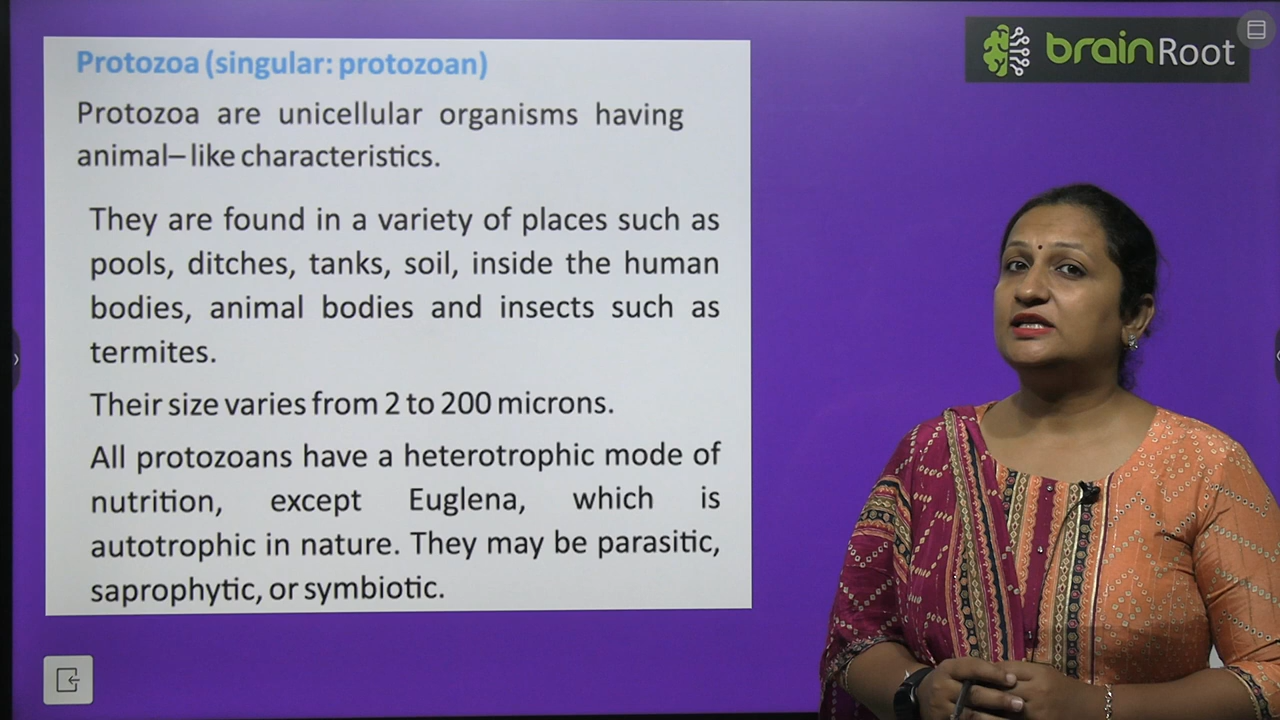 Protozoa (singular: protozoan)
brainRoot
Protozoa are unicellular organisms having
animal– like characteristics.
They are found in a variety of places such as
pools, ditches, tanks, soil, inside the human
bodies, animal bodies and insects such as
termites.
Their size varies from 2 to 200 microns.
All protozoans have a heterotrophic mode of
nutrition, except Euglena, which is
autotrophic in nature. They may be parasitic,
saprophytic, or symbiotic.